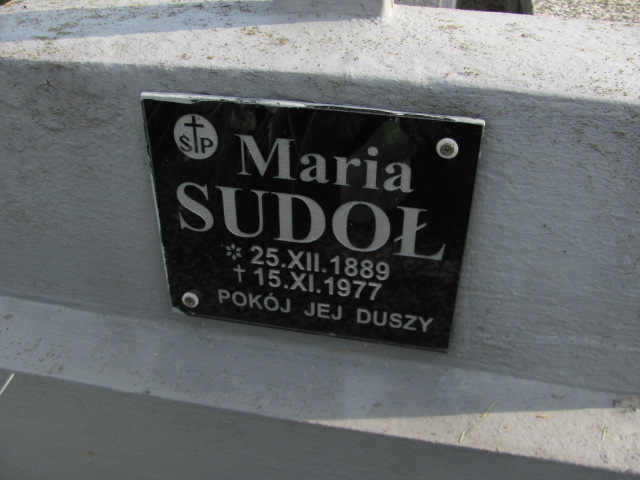 ŚP
Maria
SUDOŁ
* 25.XII.1889
† 15.XI.1977
POKÓJ JEJ DUSZY